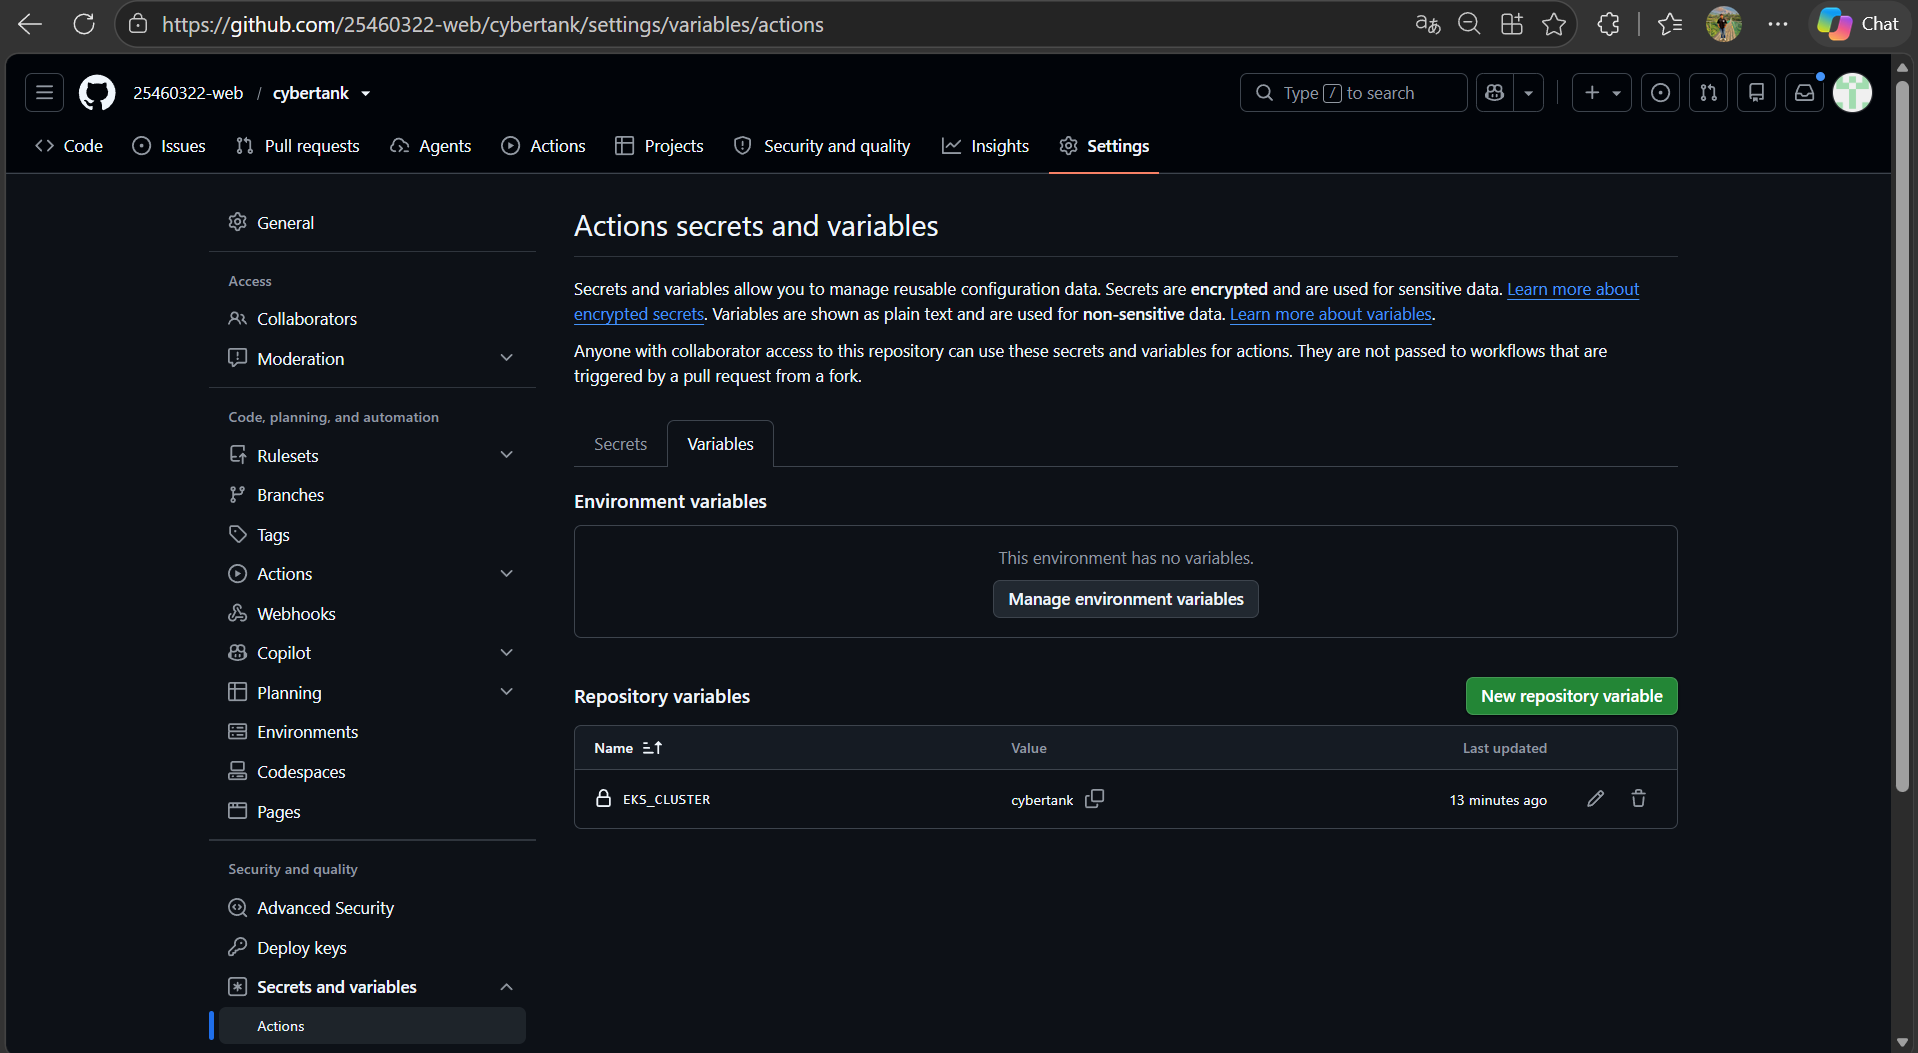 https://github.com/25460322-web/cybertank/settings/variables/actions
Chat
25460322-web / cybertank
Type / to search
Code
Issues
Pull requests
Agents
Actions
Projects
Security and quality
Insights
Settings
General
Access
Collaborators
Moderation
Code, planning, and automation
Rulesets
Branches
Tags
Actions
Webhooks
Copilot
Planning
Environments
Codespaces
Pages
Security and quality
Advanced Security
Deploy keys
Secrets and variables
Actions
Actions secrets and variables
Secrets and variables allow you to manage reusable configuration data. Secrets are encrypted and are used for sensitive data. Learn more about
encrypted secrets. Variables are shown as plain text and are used for non-sensitive data. Learn more about variables.
Anyone with collaborator access to this repository can use these secrets and variables for actions. They are not passed to workflows that are
triggered by a pull request from a fork.
Secrets
Variables
Environment variables
This environment has no variables.
Manage environment variables
Repository variables
New repository variable
Name
Value
Last updated
EKS_CLUSTER
cybertank
13 minutes ago